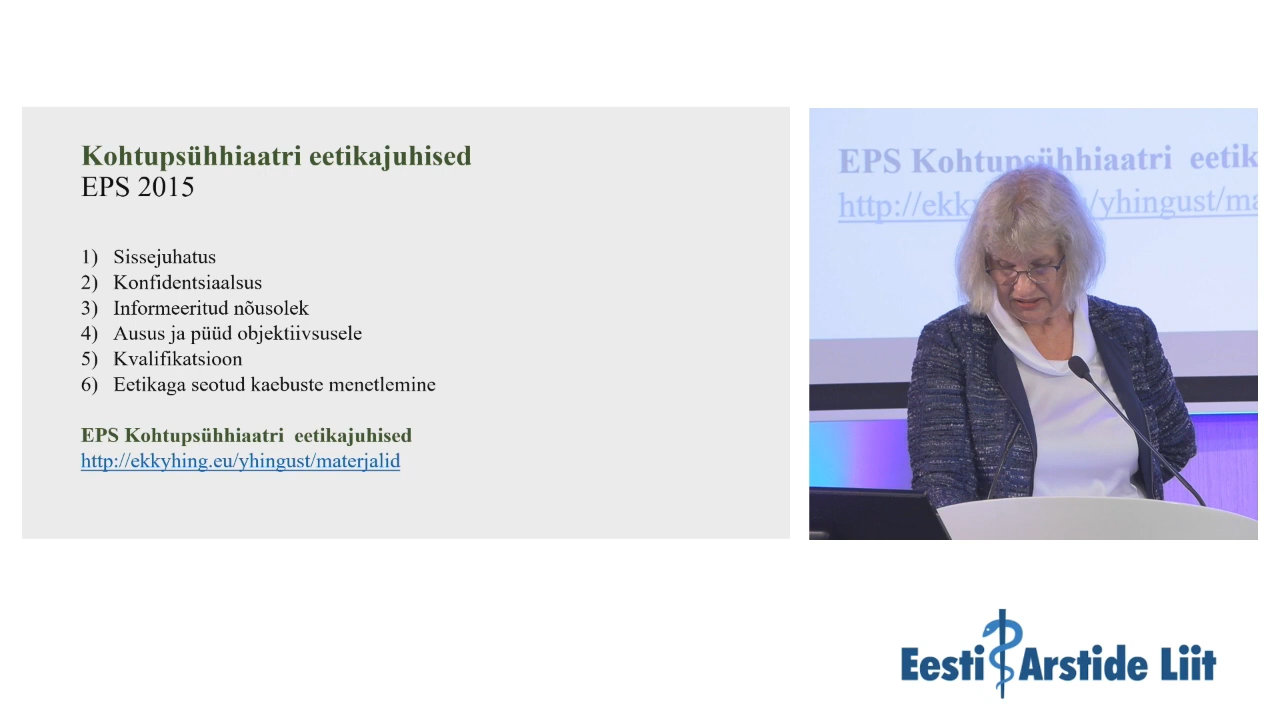 Kohtupsühhiaatri eetikajuhised
EPS 2015
1) Sissejuhatus
2) Konfidentsiaalsus
3) Informeeritud nõusolek
4) Ausus ja püüd objektiivsusele
5) Kvalifikatsioon
6) Eetikaga seotud kaebuste menetlemine
EPS Kohtupsühhiaatri eetikajuhised
http://ekkyhing.eu/yhingust/materjalid
EPS Kohtupsühhiaatri eetik
http://ekky /yhingust/ma
Eesti Arstide Liit